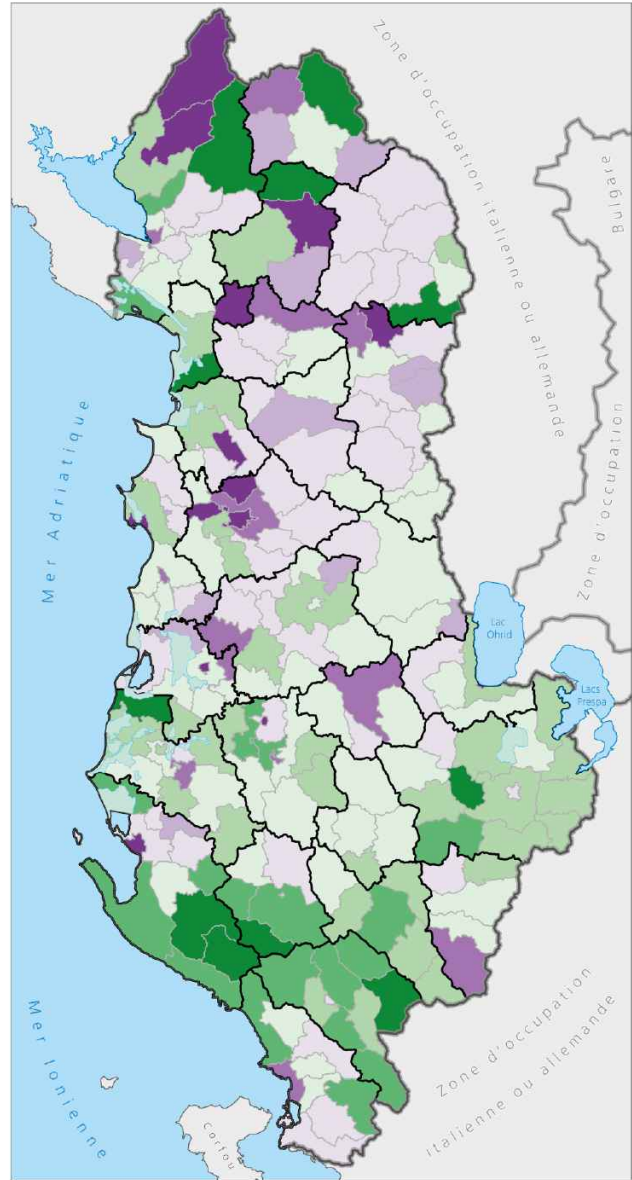 Zone d'occupation italienne ou allemande
Zone d'occupation
Bulgare
Mer Adriatique
Lac
Ohrid
Lacs
Prespa
Mer Ionienne
Corfou
Zone d'occupation
Italienne ou allemande